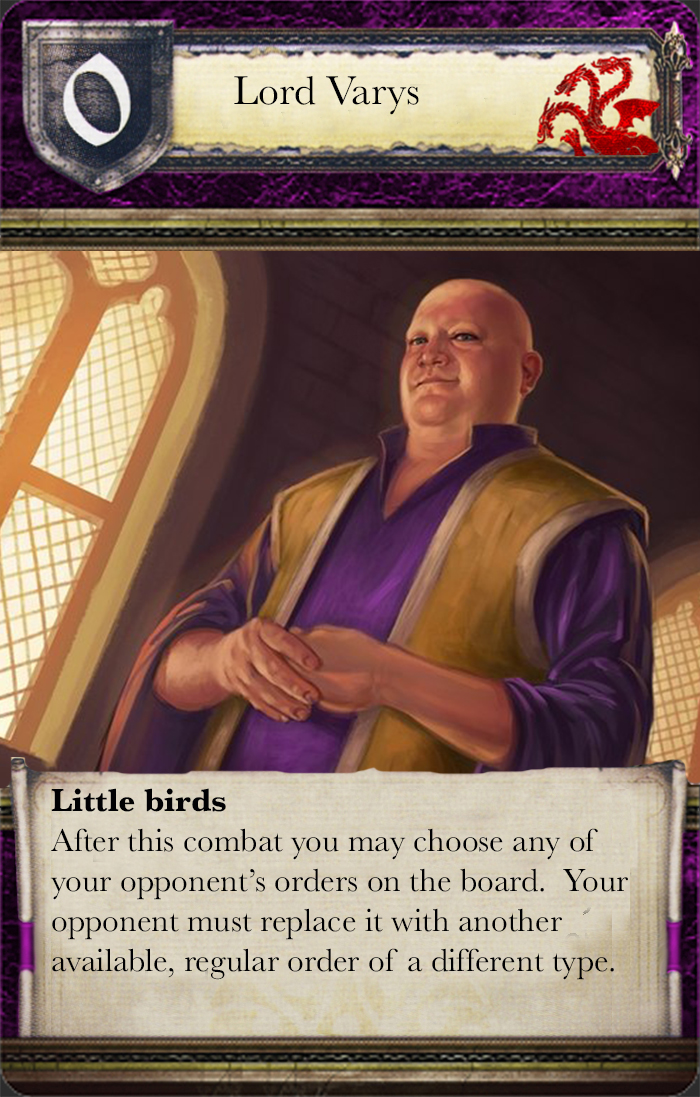 0
Lord Varys
Little birds
After this combat you may choose any of
your opponent’s orders on the board.  Your
opponent must replace it with another
available, regular order of a different type.